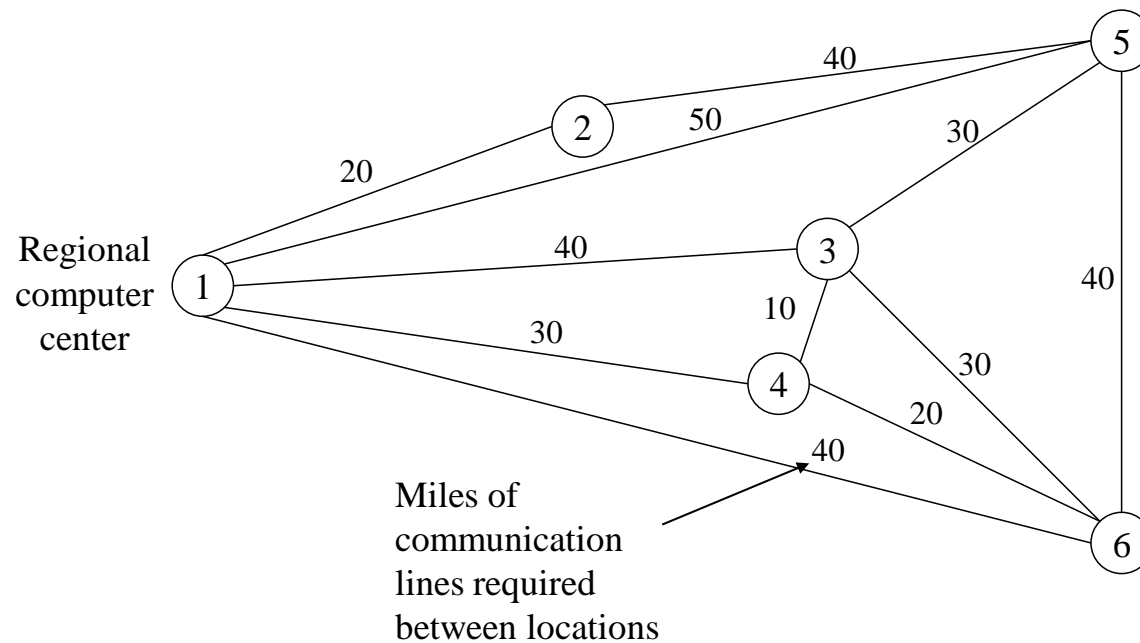 5
40
2
50
30
20
Regional
computer
center
3
40
1
40
10
30
4
30
20
40
Miles of
communication
lines required
between locations
6